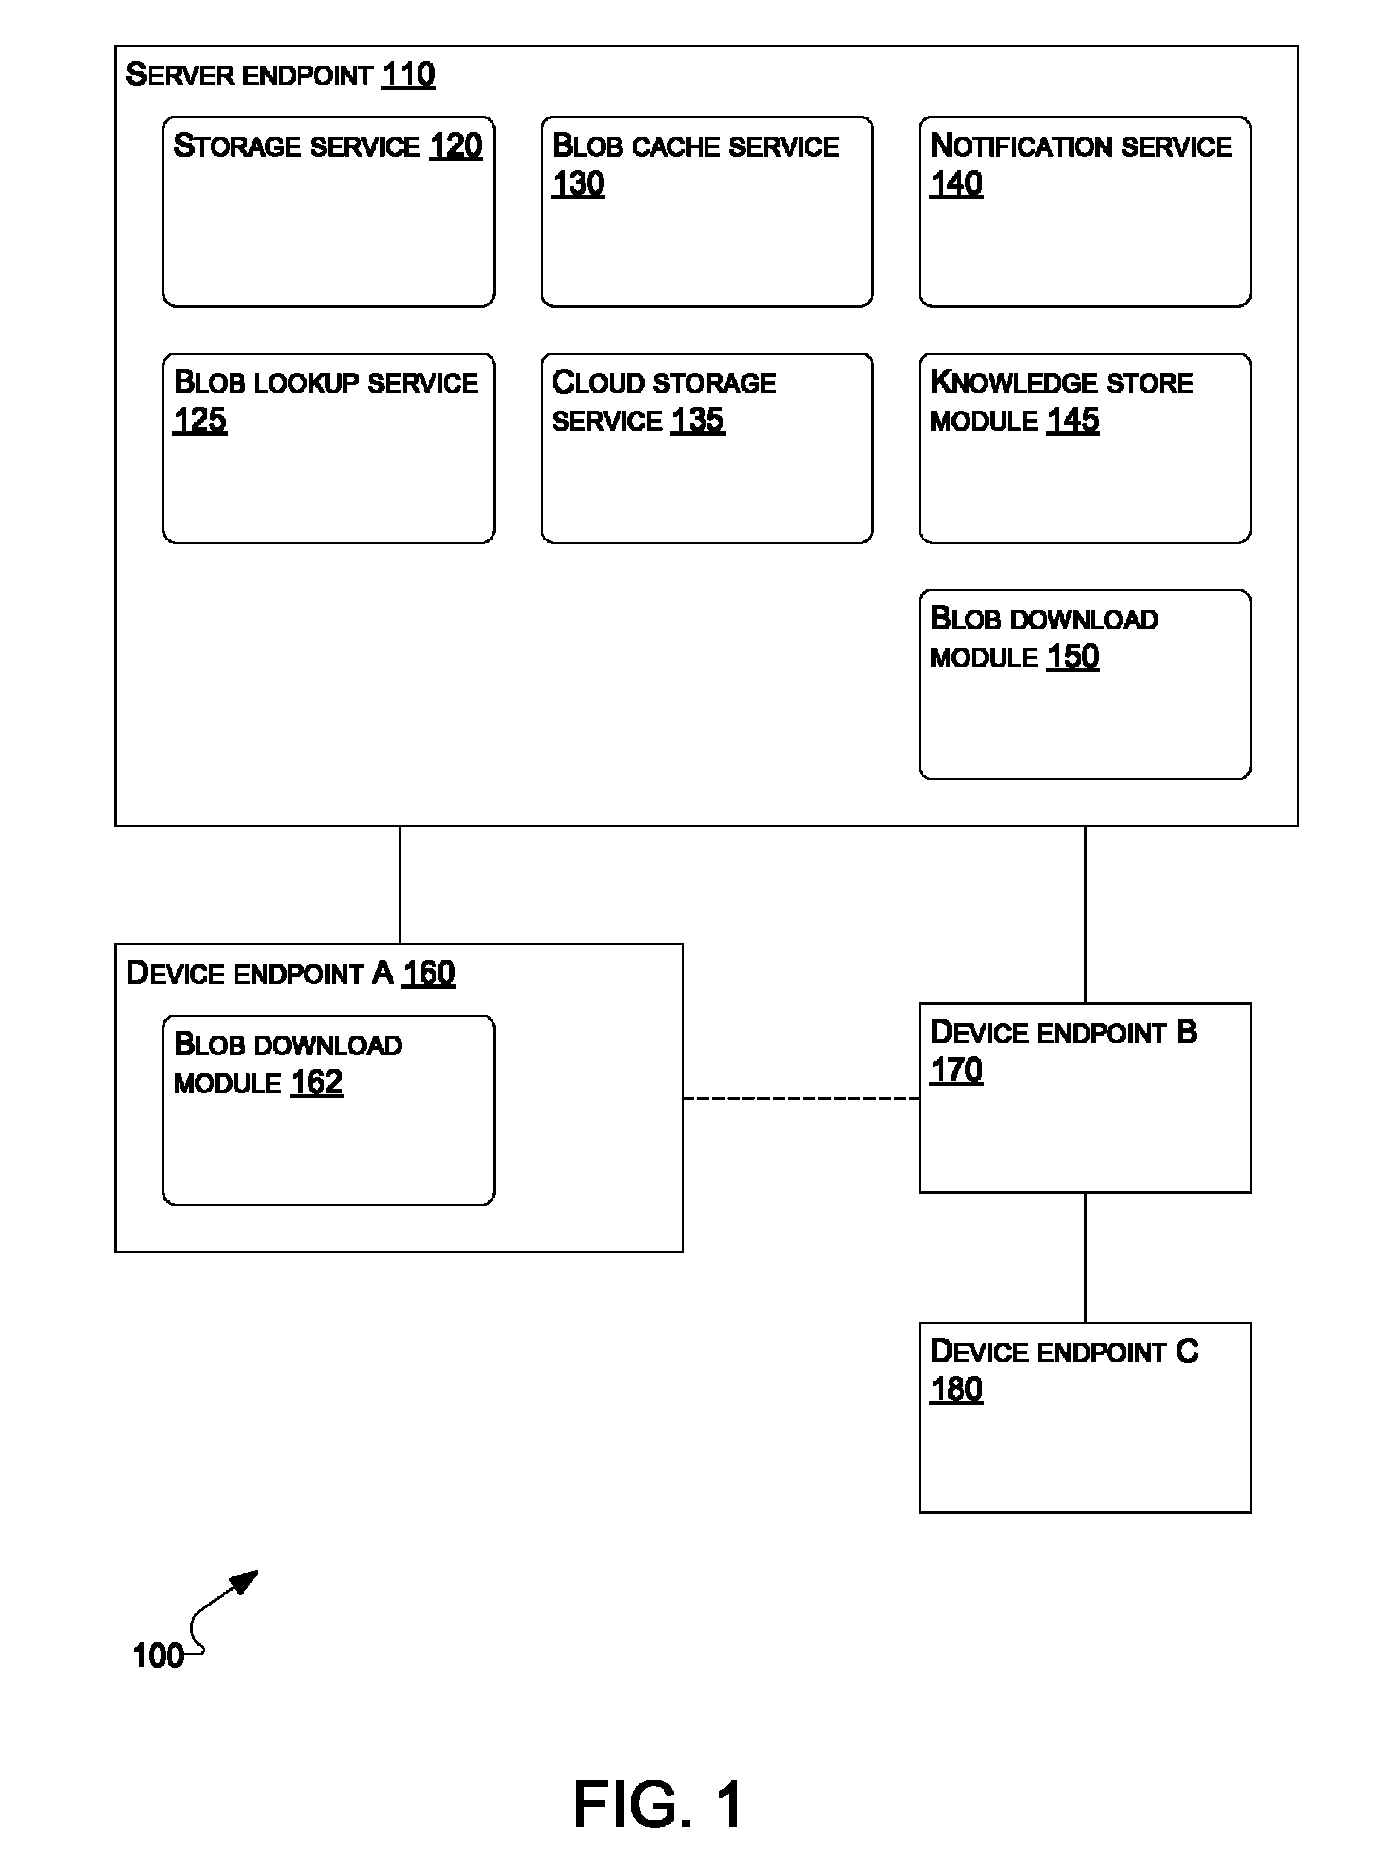 SERVER ENDPOINT 110
STORAGE SERVICE 120
BLOB CACHE SERVICE
130
NOTIFICATION SERVICE
140
BLOB LOOKUP SERVICE
125
CLOUD STORAGE
SERVICE 135
KNOWLEDGE STORE
MODULE 145
BLOB DOWNLOAD
MODULE 150
DEVICE ENDPOINT A 160
BLOB DOWNLOAD
MODULE 162
DEVICE ENDPOINT B
170
DEVICE ENDPOINT C
180
100
FIG. 1